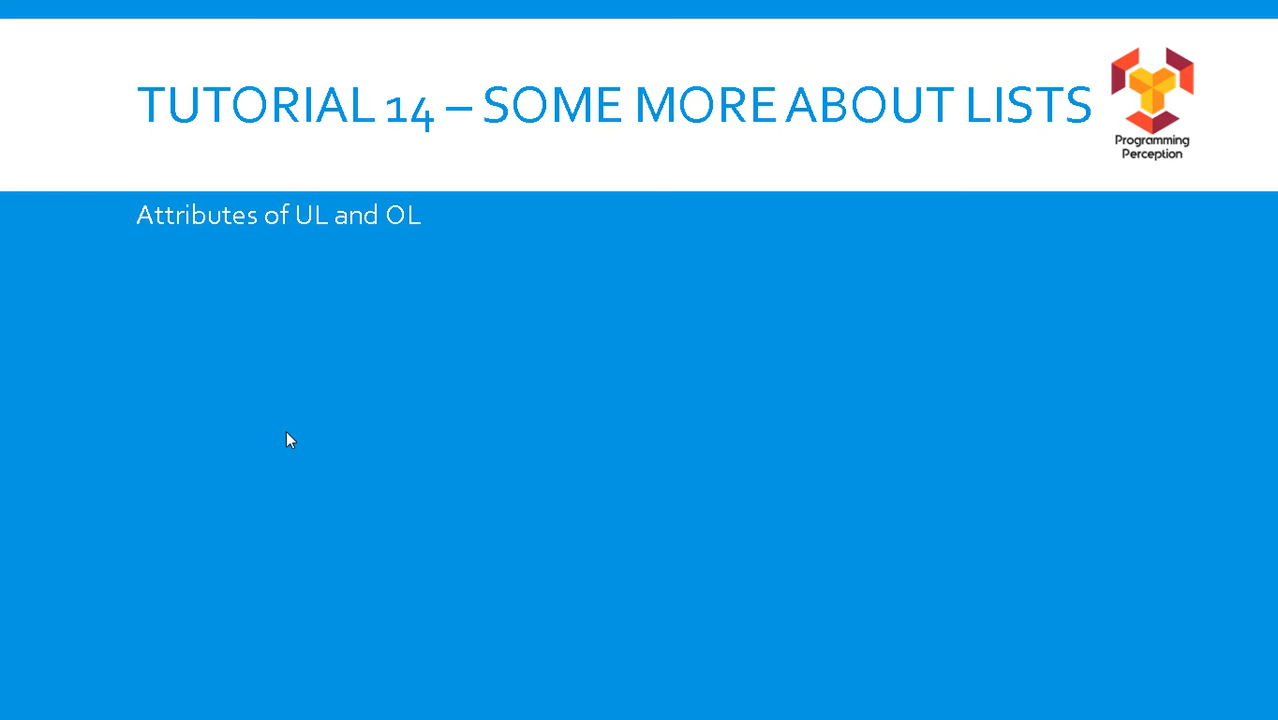 TUTORIAL 14 – SOME MORE ABOUT LISTS
Programming
Perception
Attributes of UL and OL